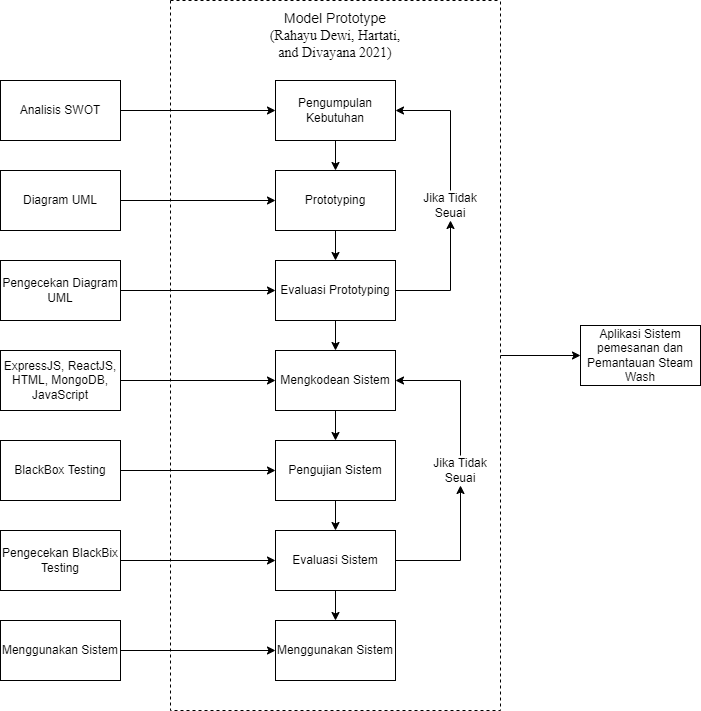 Model Prototype
(Rahayu Dewi, Hartati,
and Divayana 2021)
Analisis SWOT
Pengumpulan
Kebutuhan
Diagram UML
Prototyping
Jika Tidak
Seuai
Pengecekan Diagram
UML
Evaluasi Prototyping
Aplikasi Sistem
pemesanan dan
Pemantauan Steam
Wash
ExpressJS, ReactJS,
HTML, MongoDB,
JavaScript
Mengkodean Sistem
BlackBox Testing
Pengujian Sistem
Jika Tidak
Seuai
Pengecekan BlackBix
Testing
Evaluasi Sistem
Menggunakan Sistem
Menggunakan Sistem